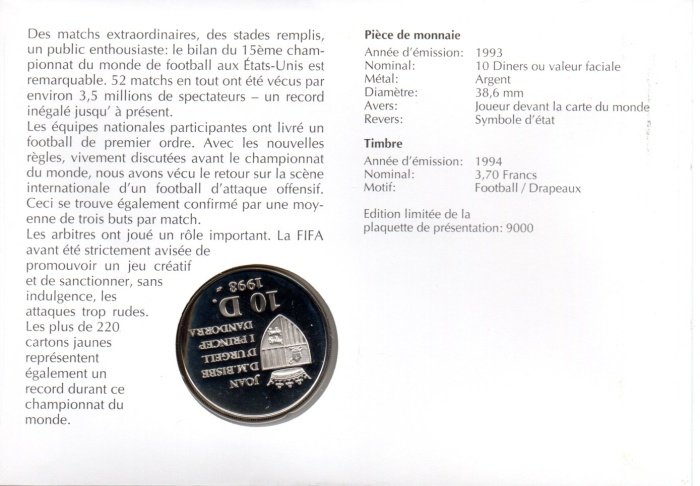 Des matchs extraordinaires, des stades remplis,
un public enthousiaste: le bilan du 15ème cham-
pionnat du monde de football aux États-Unis est
remarquable. 52 matchs en tout ont été vécus par
environ 3,5 millions de spectateurs – un record
inégalé jusqu' à présent.
Les équipes nationales participantes ont livré un
football de premier ordre. Avec les nouvelles
règles, vivement discutées avant le championnat
du monde, nous avons vécu le retour sur la scène
internationale d'un football d'attaque offensif.
Ceci se trouve également confirmé par une moy-
enne de trois buts par match.
Les arbitres ont joué un rôle important. La FIFA
avant été strictement avisée de
promouvoir un jeu créatif
et de sanctionner, sans
indulgence, les
attaques trop rudes.
Les plus de 220
cartons jaunes
représentent
également un
record durant ce
championnat du
monde.
Pièce de monnaie
Année d'émission: 1993
Nominal: 10 Diners ou valeur faciale
Métal: Argent
Diamètre: 38,6 mm
Avers: Joueur devant la carte du monde
Revers: Symbole d'état
Timbre
Année d'émission: 1994
Nominal: 3,70 Francs
Motif: Football / Drapeaux
Edition limitée de la
plaquette de présentation: 9000
JOAN
D.M.BISBE
D'URGELL
I PRINCEP
D'ANDORRA
10 D.
1993